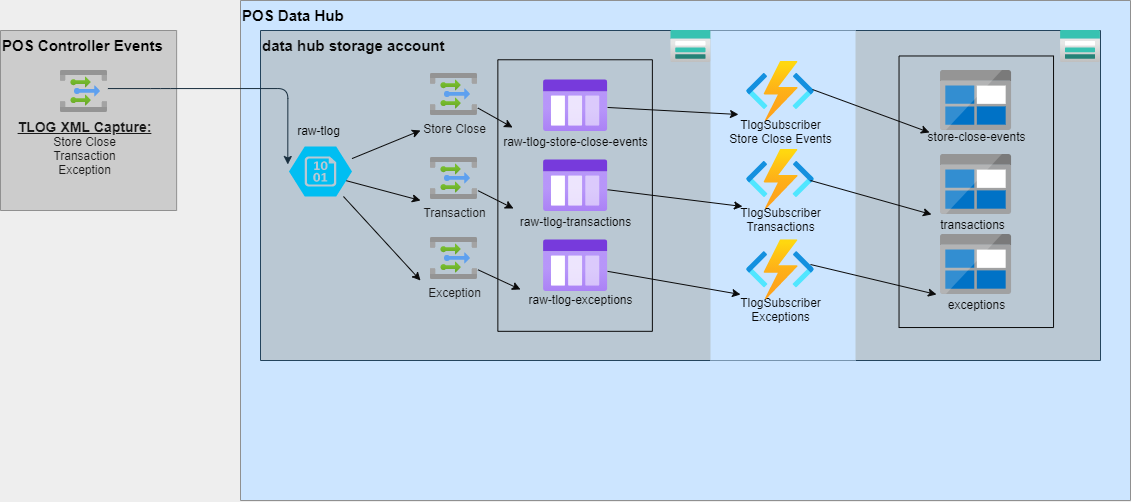 POS Data Hub
POS Controller Events
data hub storage account
TLOG XML Capture:
Store Close
Transaction
Exception
raw-tlog
10
01
Store Close
Transaction
Exception
raw-tlog-store-close-events
raw-tlog-transactions
raw-tlog-exceptions
TlogSubscriber
Store Close Events
TlogSubscriber
Transactions
TlogSubscriber
Exceptions
store-close-events
transactions
exceptions